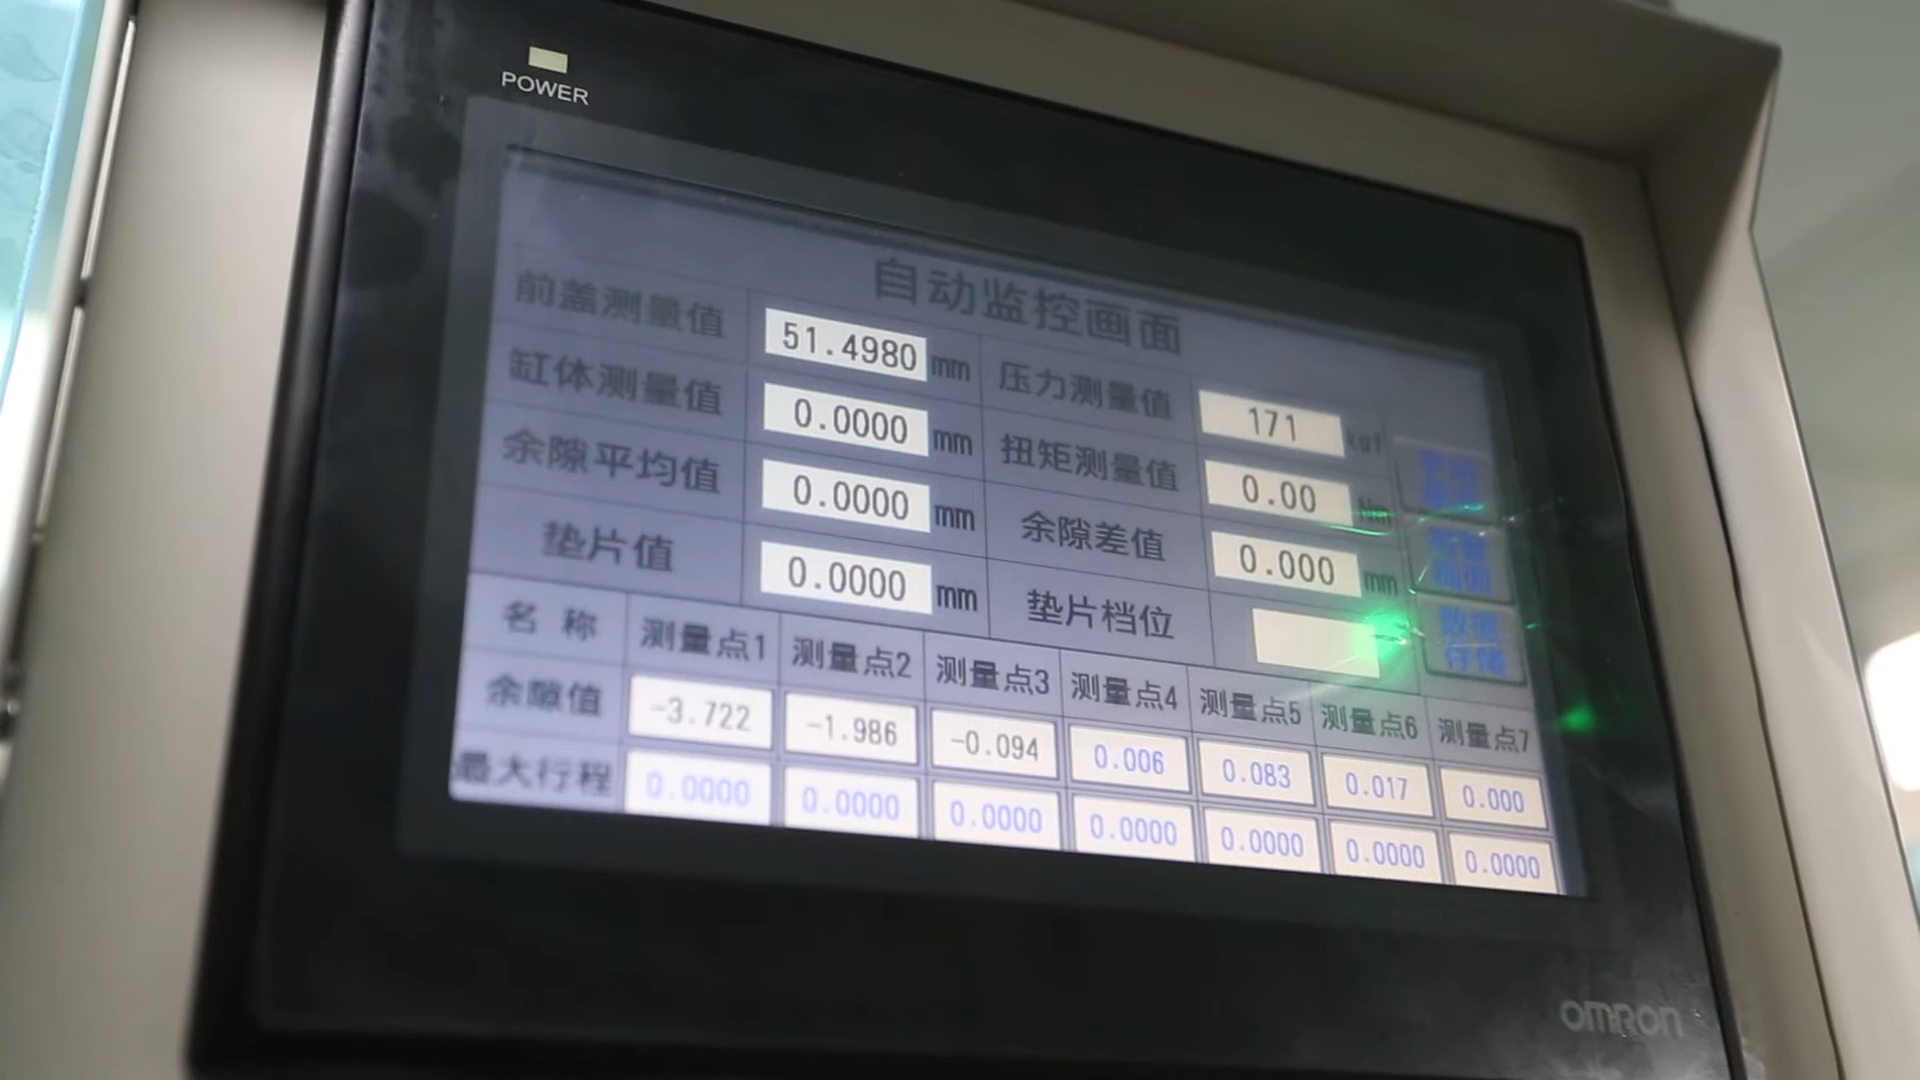 POWER
自动监控画面
前盖测量值 51.4980 mm 压力测量值 171 kgf
缸体测量值 0.0000 mm 扭矩测量值 0.00 Nm
余隙平均值 0.0000 mm 余隙差值 0.000 mm
垫片值 0.0000 mm 垫片档位
数据
存储
名 称 测量点1 测量点2 测量点3 测量点4 测量点5 测量点6 测量点7
余隙值 -3.722 -1.986 -0.094 0.006 0.083 0.017 0.000
最大行程 0.0000 0.0000 0.0000 0.0000 0.0000 0.0000 0.0000
OMRON